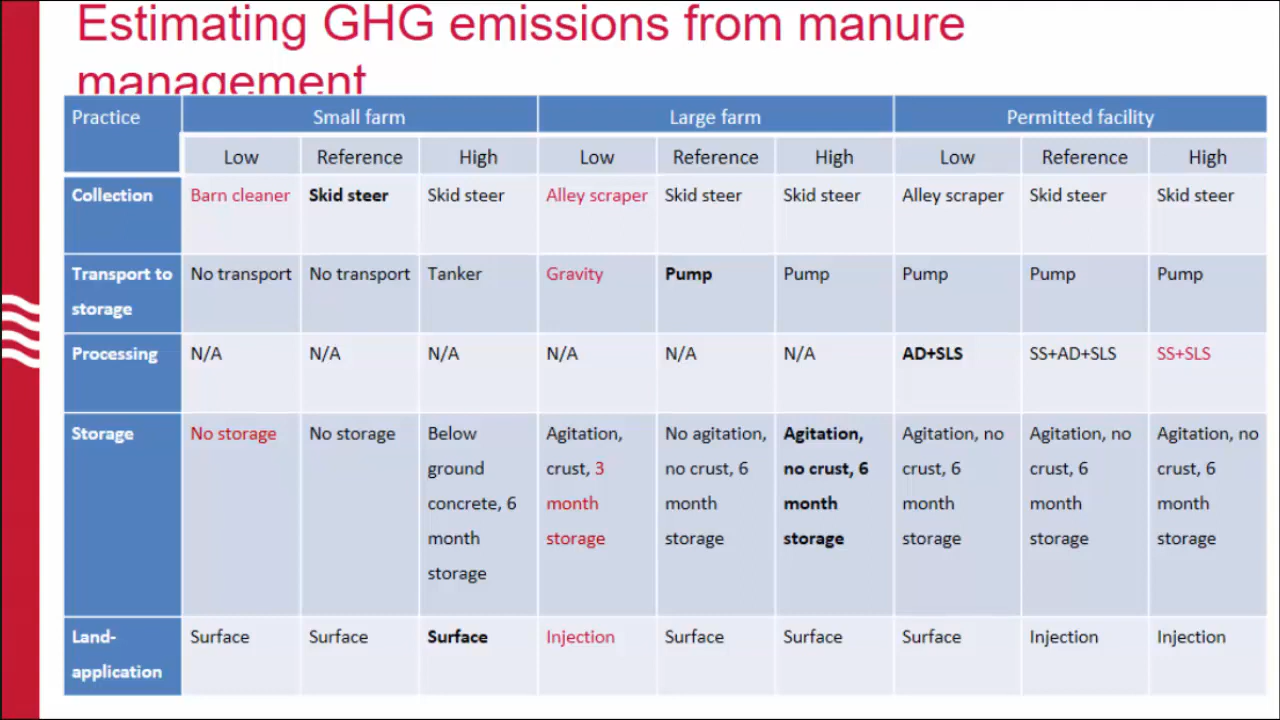 Estimating GHG emissions from manure
management
Practice Small farm Large farm Permitted facility
Low Reference High Low Reference High Low Reference High
Collection Barn cleaner Skid steer Skid steer Alley scraper Skid steer Skid steer Alley scraper Skid steer Skid steer
Transport to No transport No transport Tanker Gravity Pump Pump Pump Pump Pump
storage
Processing N/A N/A N/A N/A N/A N/A AD+SLS SS+AD+SLS SS+SLS
Storage No storage No storage Below Agitation, No agitation, Agitation, Agitation, no Agitation, no Agitation, no
ground crust, 3 no crust, 6 no crust, 6 crust, 6 crust, 6 crust, 6
concrete, 6 month month month month month month
month storage storage storage storage storage storage
storage
Land- Surface Surface Surface Injection Surface Surface Surface Injection Injection
application